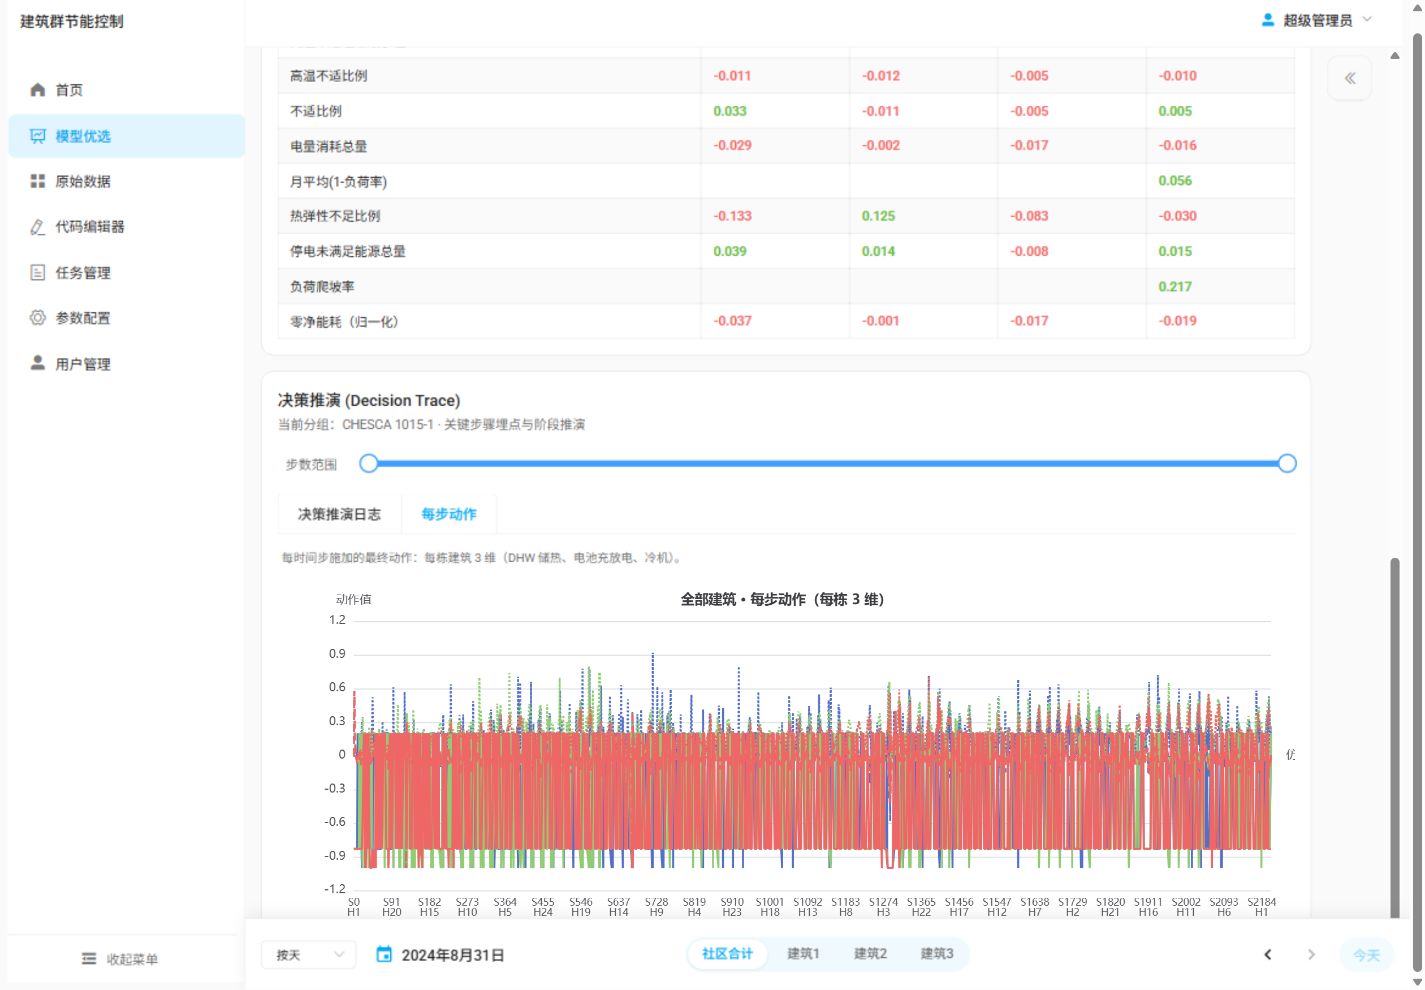 建筑群节能控制
超级管理员
首页
模型优选
原始数据
代码编辑器
任务管理
参数配置
用户管理
收起菜单
高温不适比例 -0.011 -0.012 -0.005 -0.010
不适比例 0.033 -0.011 -0.005 0.005
电量消耗总量 -0.029 -0.002 -0.017 -0.016
月平均(1-负荷率) 0.056
热弹性不足比例 -0.133 0.125 -0.083 -0.030
停电未满足能源总量 0.039 0.014 -0.008 0.015
负荷爬坡率 0.217
零净能耗（归一化） -0.037 -0.001 -0.017 -0.019
决策推演 (Decision Trace)
当前分组：CHESCA 1015-1 · 关键步骤埋点与阶段推演
步数范围
决策推演日志 每步动作
每时间步施加的最终动作：每栋建筑 3 维（DHW 储热、电池充放电、冷机）。
动作值
全部建筑 • 每步动作（每栋 3 维）
1.2
0.9
0.6
0.3
0
-0.3
-0.6
-0.9
-1.2
S0 S91 S182 S273 S364 S455 S546 S637 S728 S819 S910 S1001 S1092 S1183 S1274 S1365 S1456 S1547 S1638 S1729 S1820 S1911 S2002 S2093 S2184
H1 H20 H15 H10 H5 H24 H19 H14 H9 H4 H23 H18 H13 H8 H3 H22 H17 H12 H7 H2 H21 H16 H11 H6 H1
按天 2024年8月31日 社区合计 建筑1 建筑2 建筑3 今天